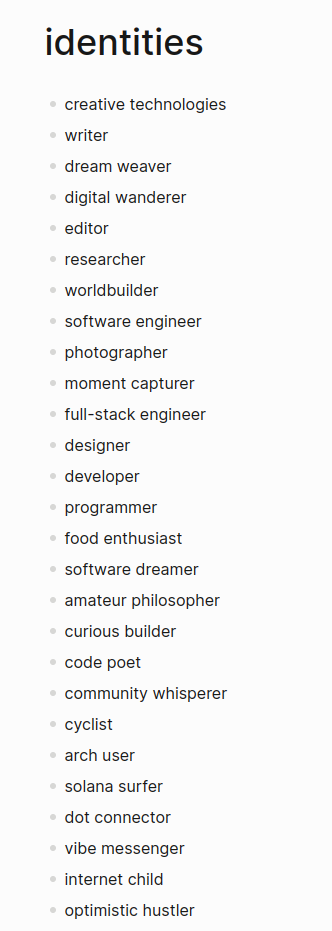 identities
creative technologies
writer
dream weaver
digital wanderer
editor
researcher
worldbuilder
software engineer
photographer
moment capturer
full-stack engineer
designer
developer
programmer
food enthusiast
software dreamer
amateur philosopher
curious builder
code poet
community whisperer
cyclist
arch user
solana surfer
dot connector
vibe messenger
internet child
optimistic hustler